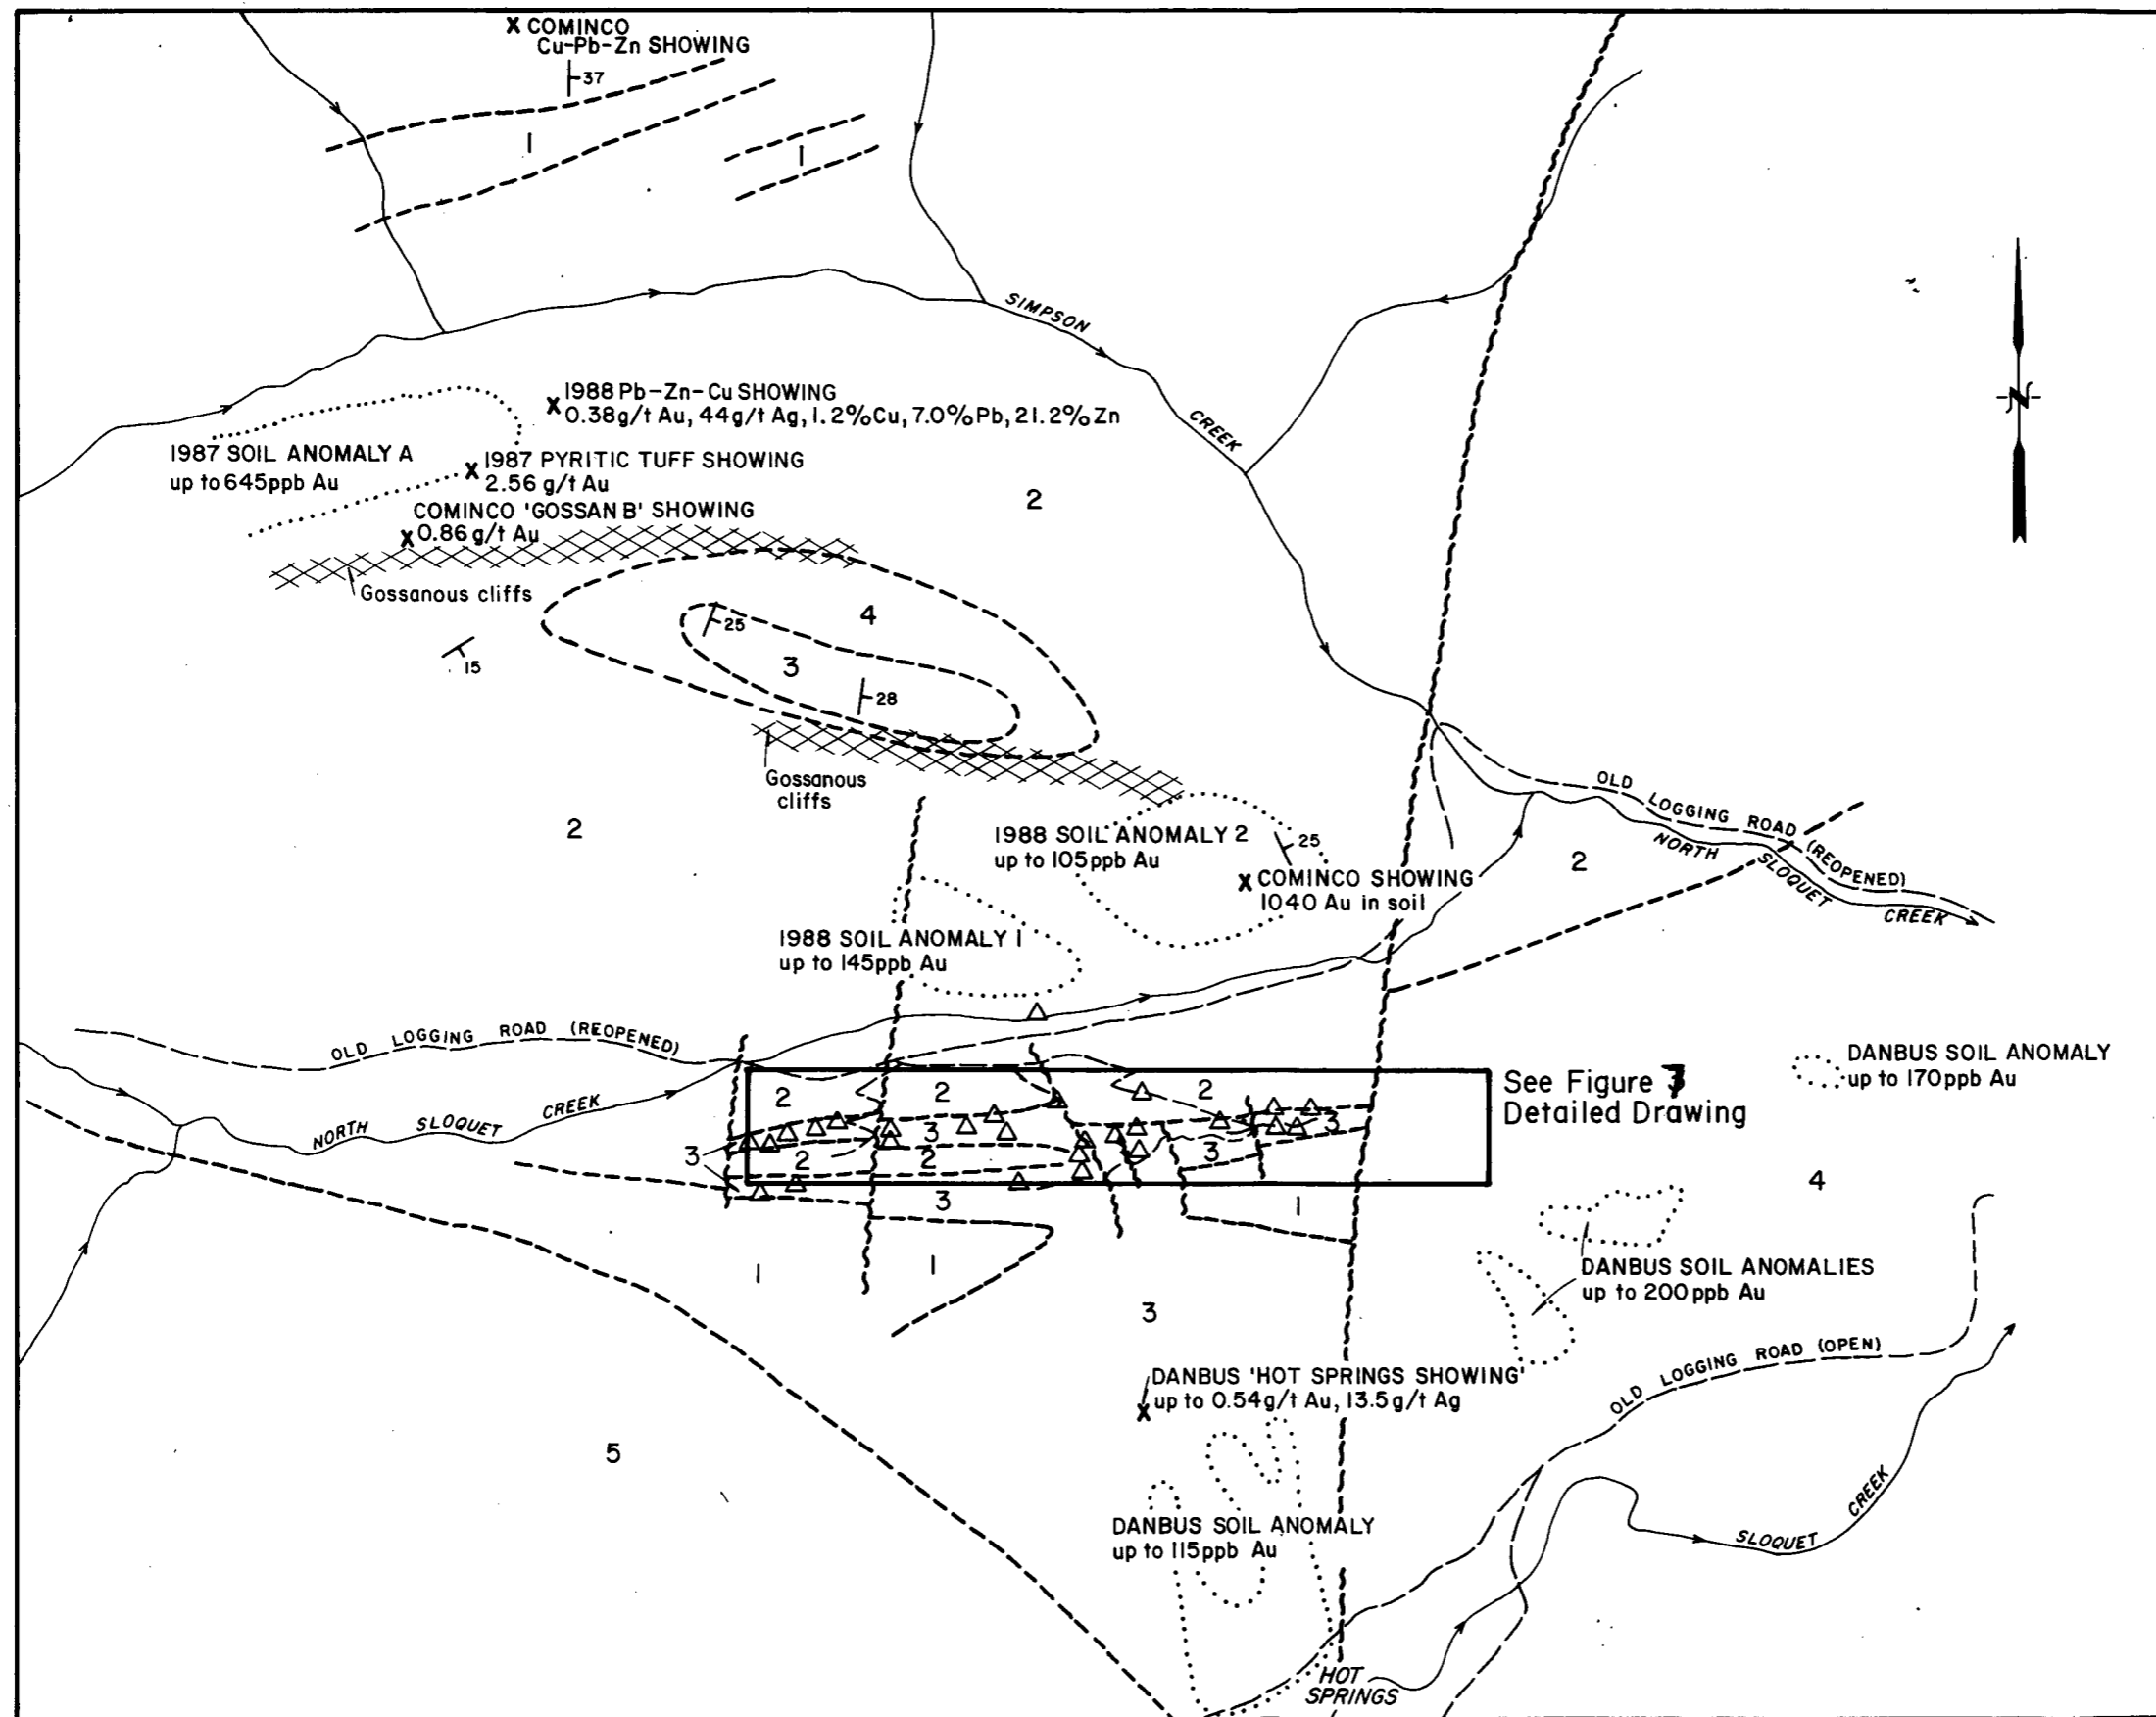 X COMINCO
Cu-Pb-Zn SHOWING
37
1
1
SIMPSON
CREEK
X 1988 Pb-Zn-Cu SHOWING
0.38g/t Au, 44g/t Ag, 1.2%Cu, 7.0%Pb, 21.2%Zn
1987 SOIL ANOMALY A
up to 645ppb Au
X 1987 PYRITIC TUFF SHOWING
2.56 g/t Au
COMINCO 'GOSSAN B' SHOWING
X 0.86 g/t Au
Gossanous cliffs
2
N
4
25
3
15
28
Gossanous
cliffs
2
1988 SOIL ANOMALY 2
up to 105ppb Au
25
X COMINCO SHOWING
1040 Au in soil
OLD LOGGING ROAD (REOPENED)
NORTH SLOQUET CREEK
2
1988 SOIL ANOMALY 1
up to 145ppb Au
OLD LOGGING ROAD (REOPENED)
NORTH SLOQUET CREEK
DANBUS SOIL ANOMALY
up to 170ppb Au
See Figure 3
Detailed Drawing
2
2
2
3
3
3
2
2
3
3
1
4
1
1
3
DANBUS SOIL ANOMALIES
up to 200ppb Au
DANBUS 'HOT SPRINGS SHOWING'
X up to 0.54g/t Au, 13.5g/t Ag
OLD LOGGING ROAD (OPEN)
5
DANBUS SOIL ANOMALY
up to 115ppb Au
SLOQUET CREEK
HOT
SPRINGS